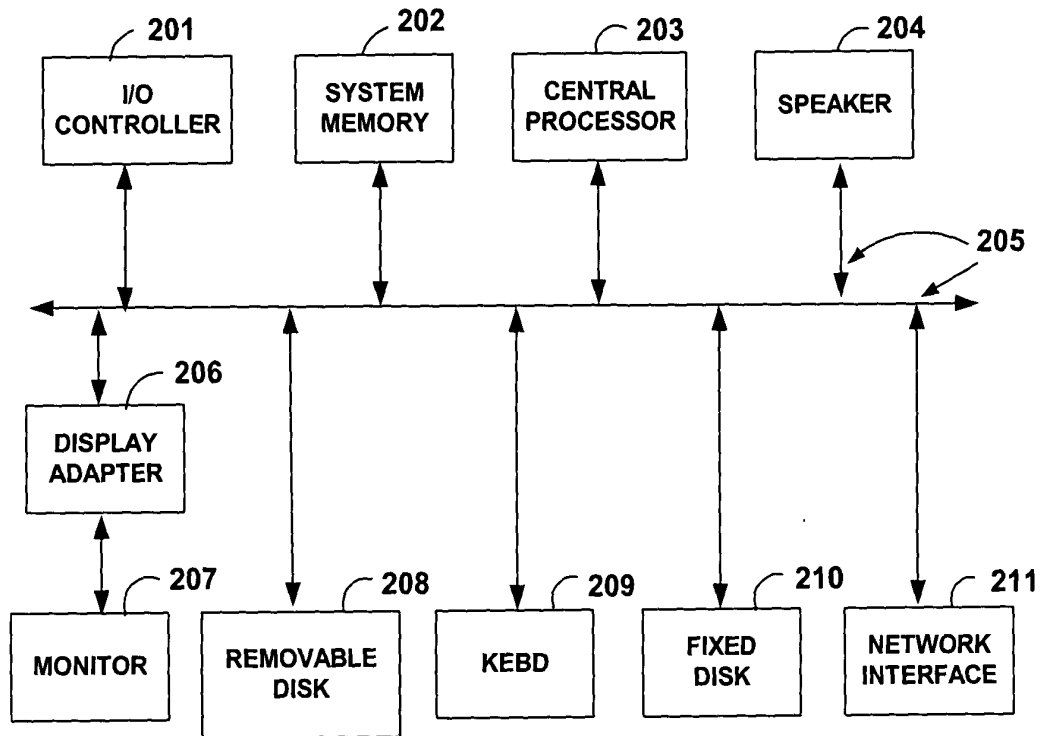 201
202
203
204
I/O
CONTROLLER
SYSTEM
MEMORY
CENTRAL
PROCESSOR
SPEAKER
205
206
DISPLAY
ADAPTER
207
208
209
210
211
MONITOR
REMOVABLE
DISK
KEBD
FIXED
DISK
NETWORK
INTERFACE